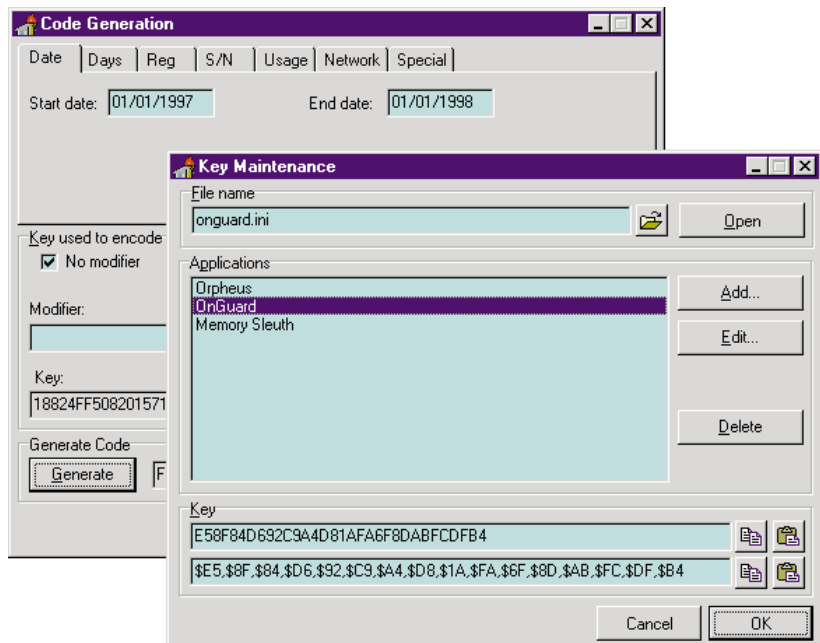 Code Generation
Date Days Reg S/N Usage Network Special
Start date: 01/01/1997 End date: 01/01/1998
Key used to encode
No modifier
Modifier:
Key:
18824FF508201571
Generate Code
Generate F
Key Maintenance
File name
onguard.ini Open
Applications
Orpheus
OnGuard
Memory Sleuth
Add...
Edit...
Delete
Key
E58F84D692C9A4D81AFA6F8DABFCDFB4
$E5,$8F,$84,$D6,$92,$C9,$A4,$D8,$1A,$FA,$6F,$8D,$AB,$FC,$DF,$B4
Cancel OK